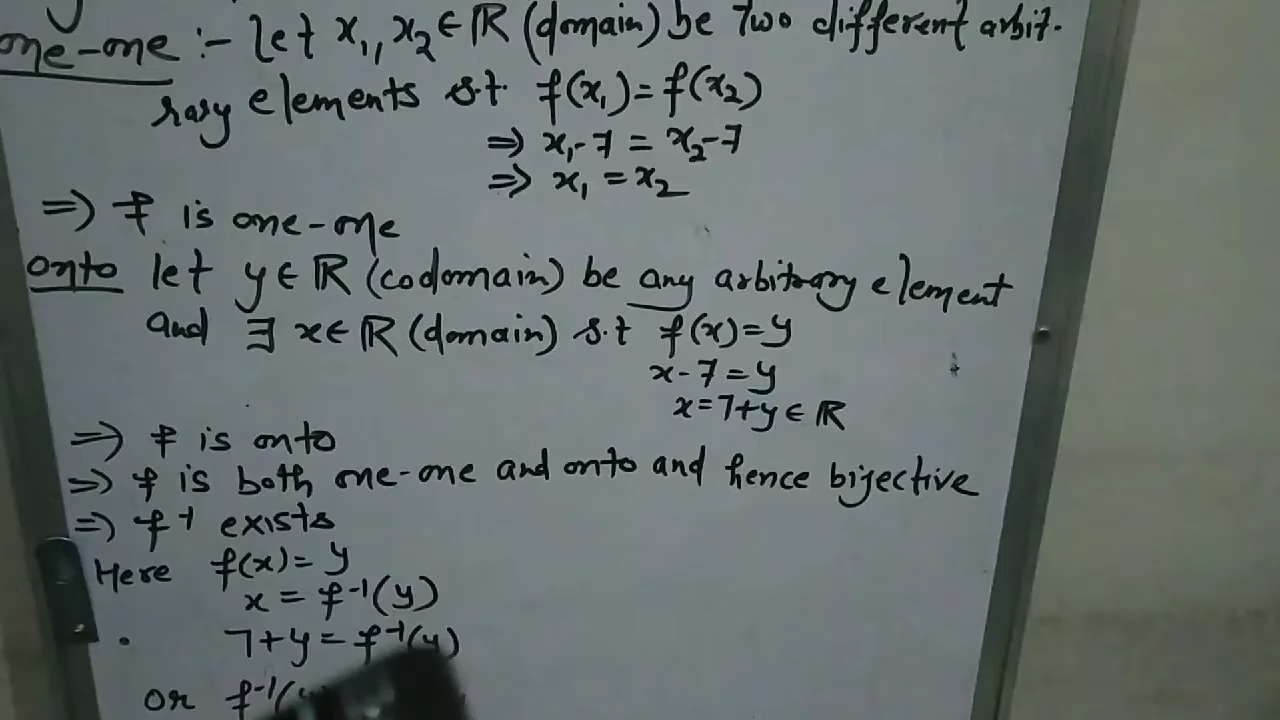 one-one :- let x₁, x₂ ∈ ℝ (domain) be two different arbit-
rary elements s.t. f(x₁) = f(x₂)
⇒ x₁ - 7 = x₂ - 7
⇒ x₁ = x₂
⇒ f is one-one
onto let y ∈ ℝ (codomain) be any arbitrary element
and ∃ x ∈ ℝ (domain) s.t f(x) = y
x - 7 = y
x = 7 + y ∈ ℝ
⇒ f is onto
⇒ f is both one-one and onto and hence bijective
⇒ f⁻¹ exists
Here f(x) = y
x = f⁻¹(y)
7 + y = f⁻¹(y)
or f⁻¹(